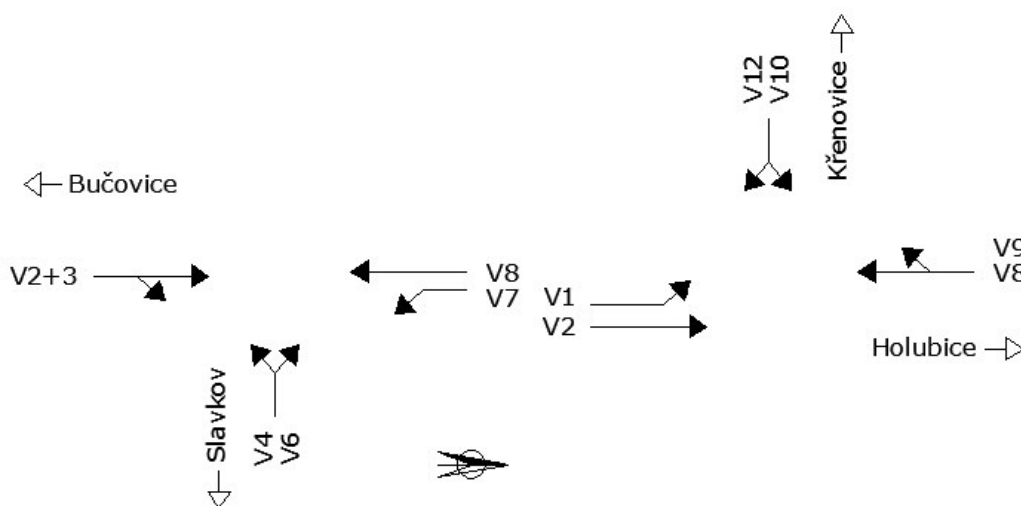 V12
V10
Křenovice
Bučovice
V2+3
V8
V7
V1
V2
V9
V8
Holubice
Slavkov
V4
V6